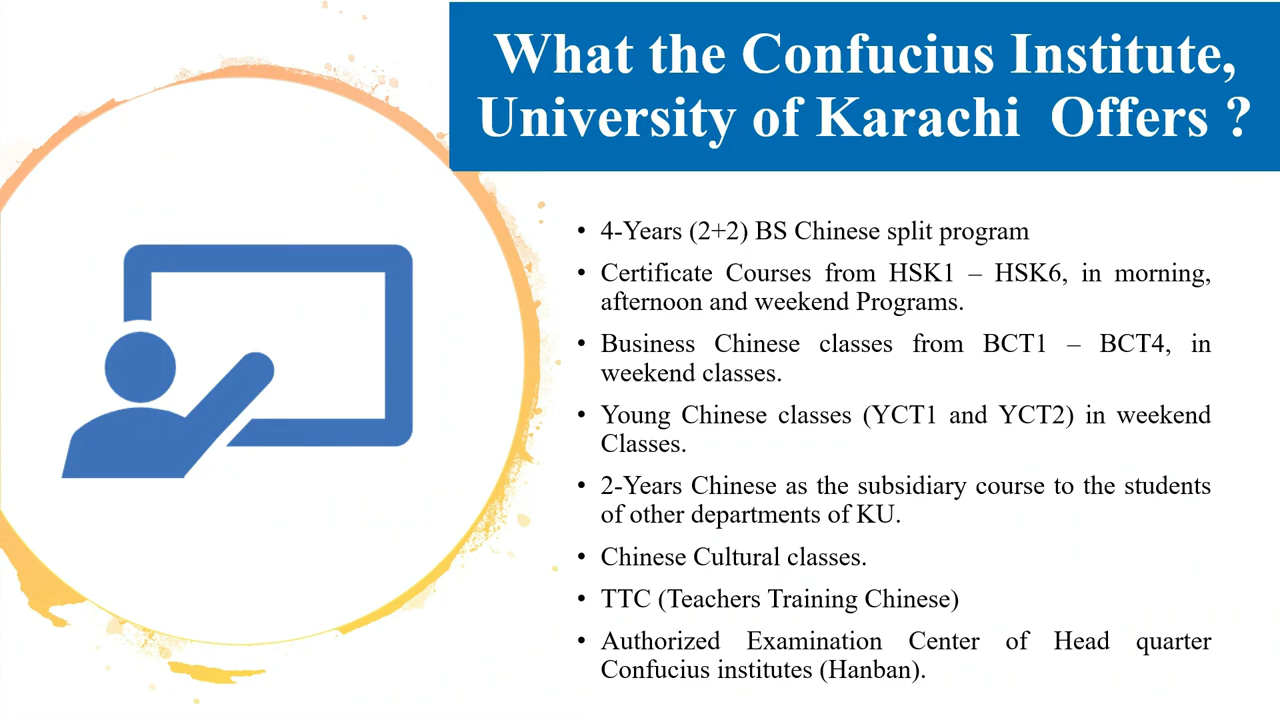 What the Confucius Institute,
University of Karachi  Offers ?
• 4-Years (2+2) BS Chinese split program
• Certificate Courses from HSK1 – HSK6, in morning,
afternoon and weekend Programs.
• Business Chinese classes from BCT1 – BCT4, in
weekend classes.
• Young Chinese classes (YCT1 and YCT2) in weekend
Classes.
• 2-Years Chinese as the subsidiary course to the students
of other departments of KU.
• Chinese Cultural classes.
• TTC (Teachers Training Chinese)
• Authorized Examination Center of Head quarter
Confucius institutes (Hanban).